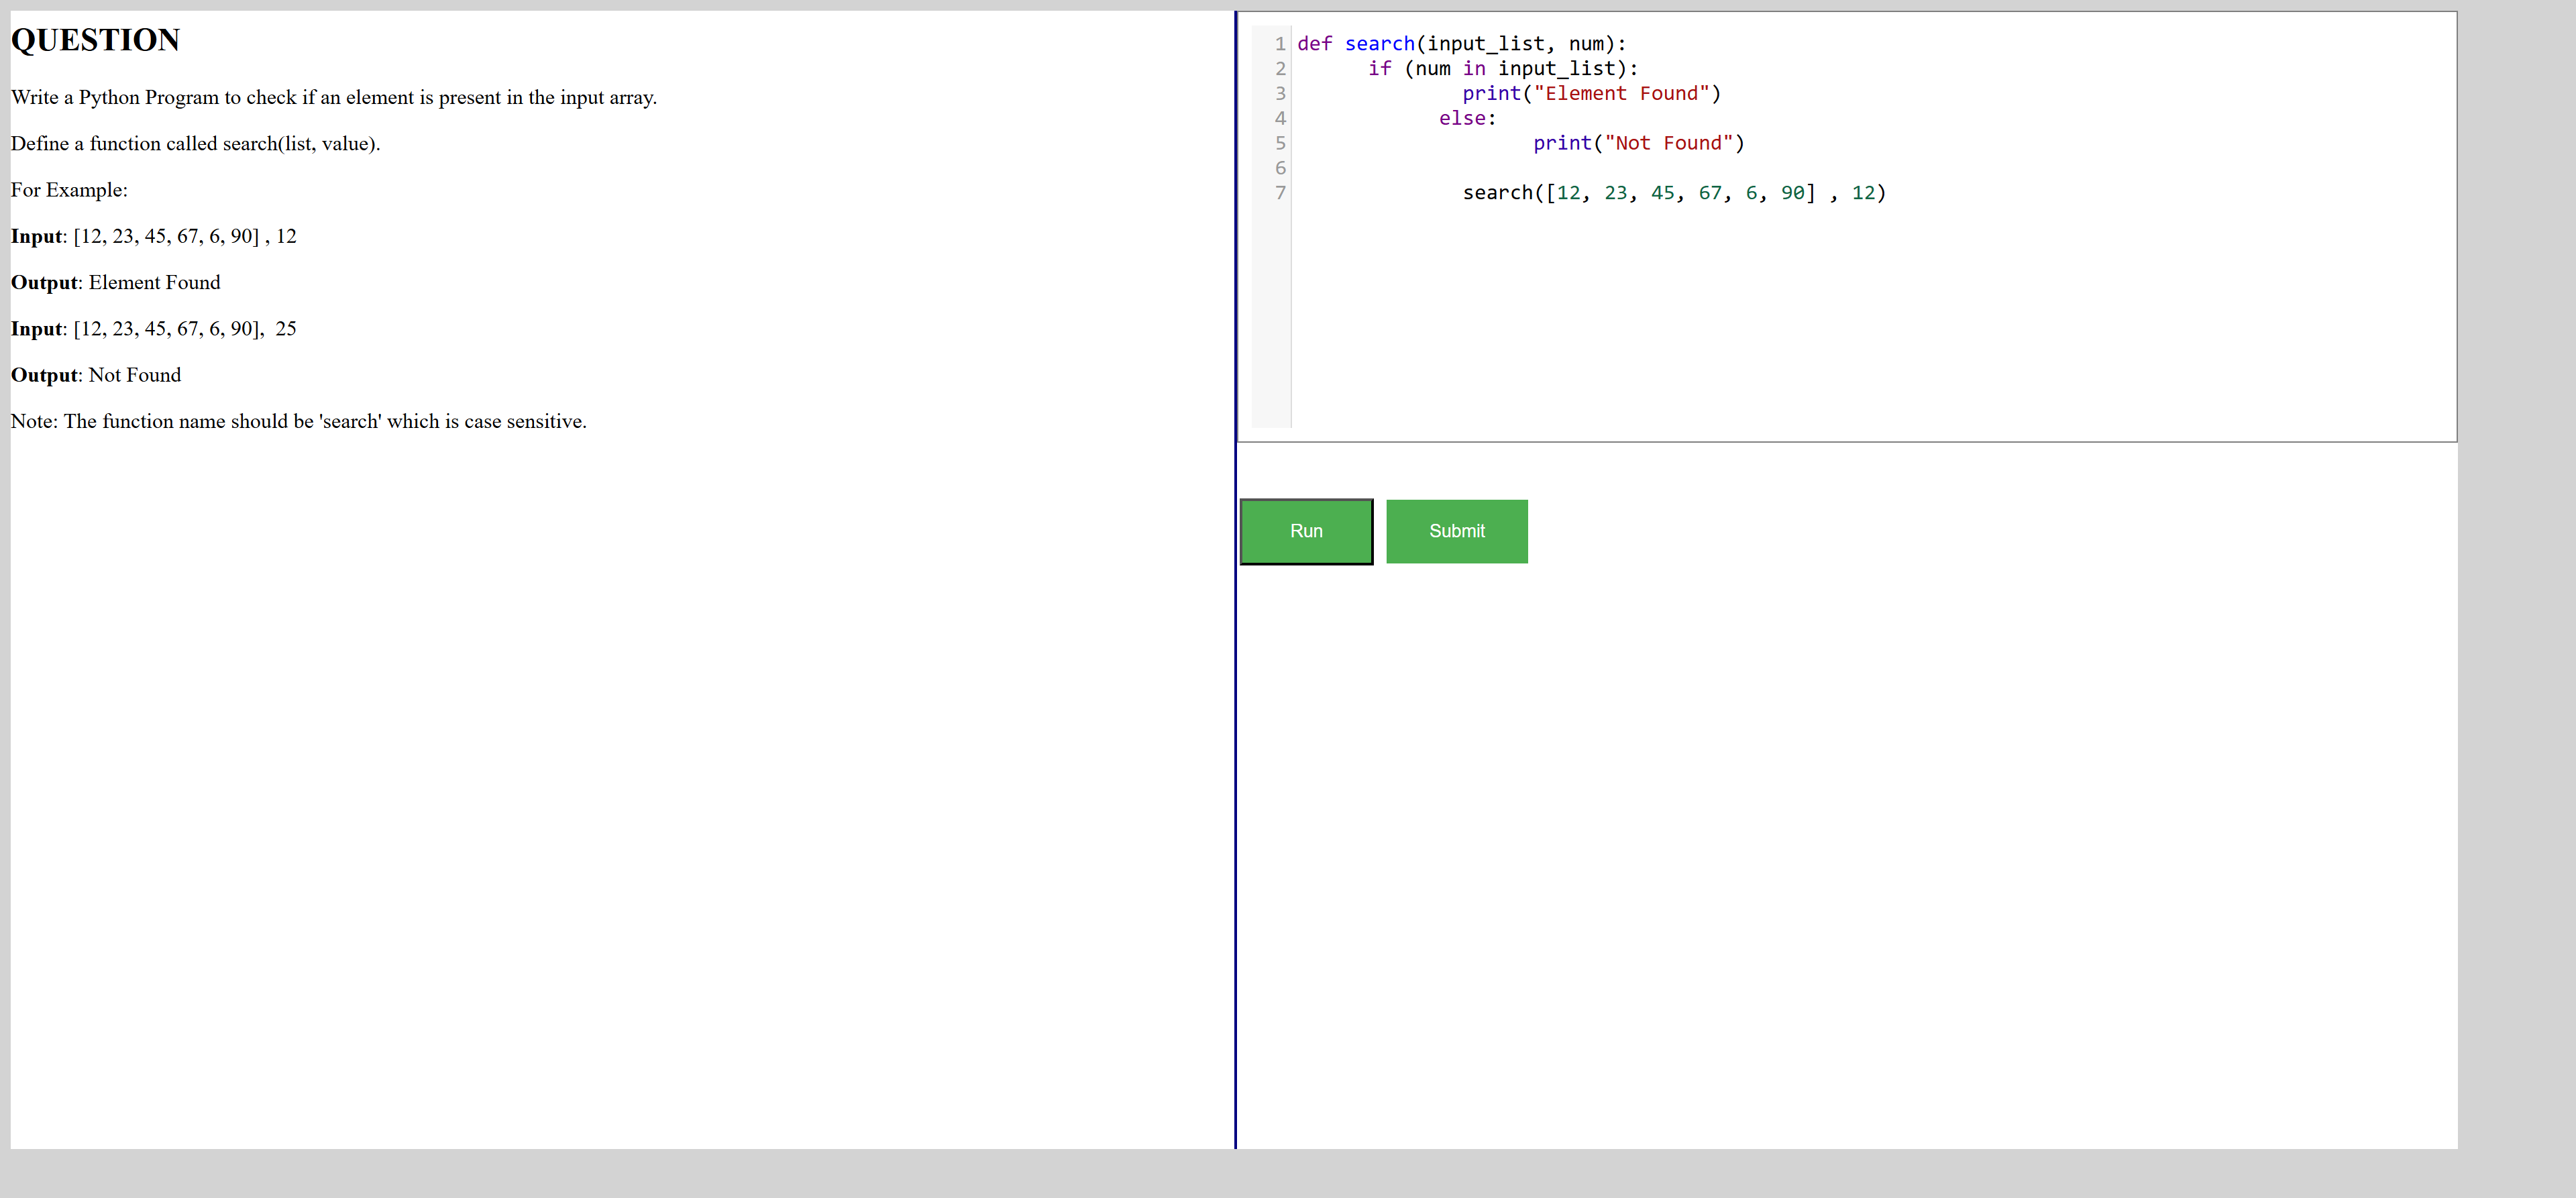 QUESTION
Write a Python Program to check if an element is present in the input array.
Define a function called search(list, value).
For Example:
Input: [12, 23, 45, 67, 6, 90] , 12
Output: Element Found
Input: [12, 23, 45, 67, 6, 90],  25
Output: Not Found
Note: The function name should be 'search' which is case sensitive.
1 def search(input_list, num):
2       if (num in input_list):
3               print("Element Found")
4             else:
5                     print("Not Found")
6
7               search([12, 23, 45, 67, 6, 90] , 12)
Run
Submit